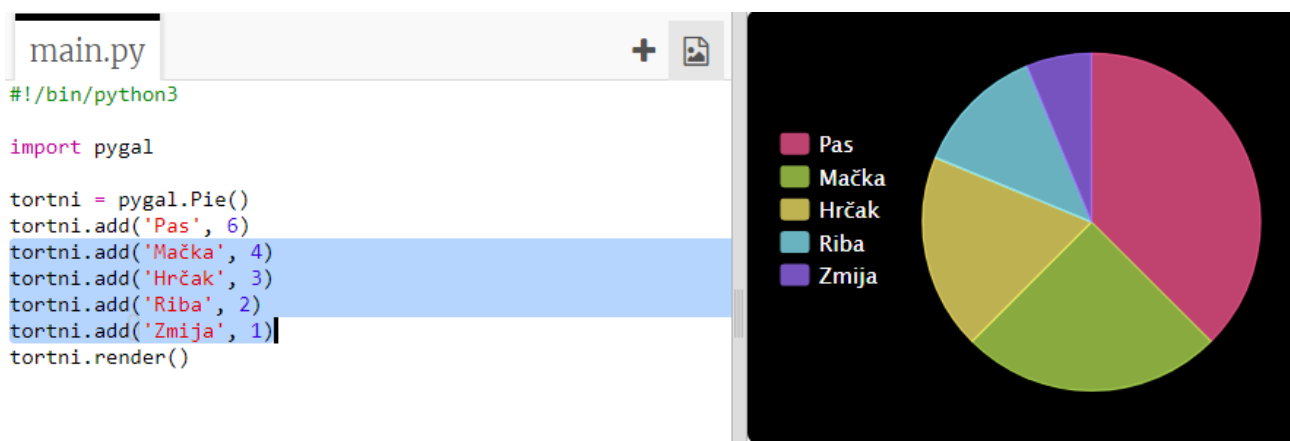 main.py
#!/bin/python3
import pygal
tortni = pygal.Pie()
tortni.add('Pas', 6)
tortni.add('Mačka', 4)
tortni.add('Hrčak', 3)
tortni.add('Riba', 2)
tortni.add('Zmija', 1)
tortni.render()
Pas
Mačka
Hrčak
Riba
Zmija